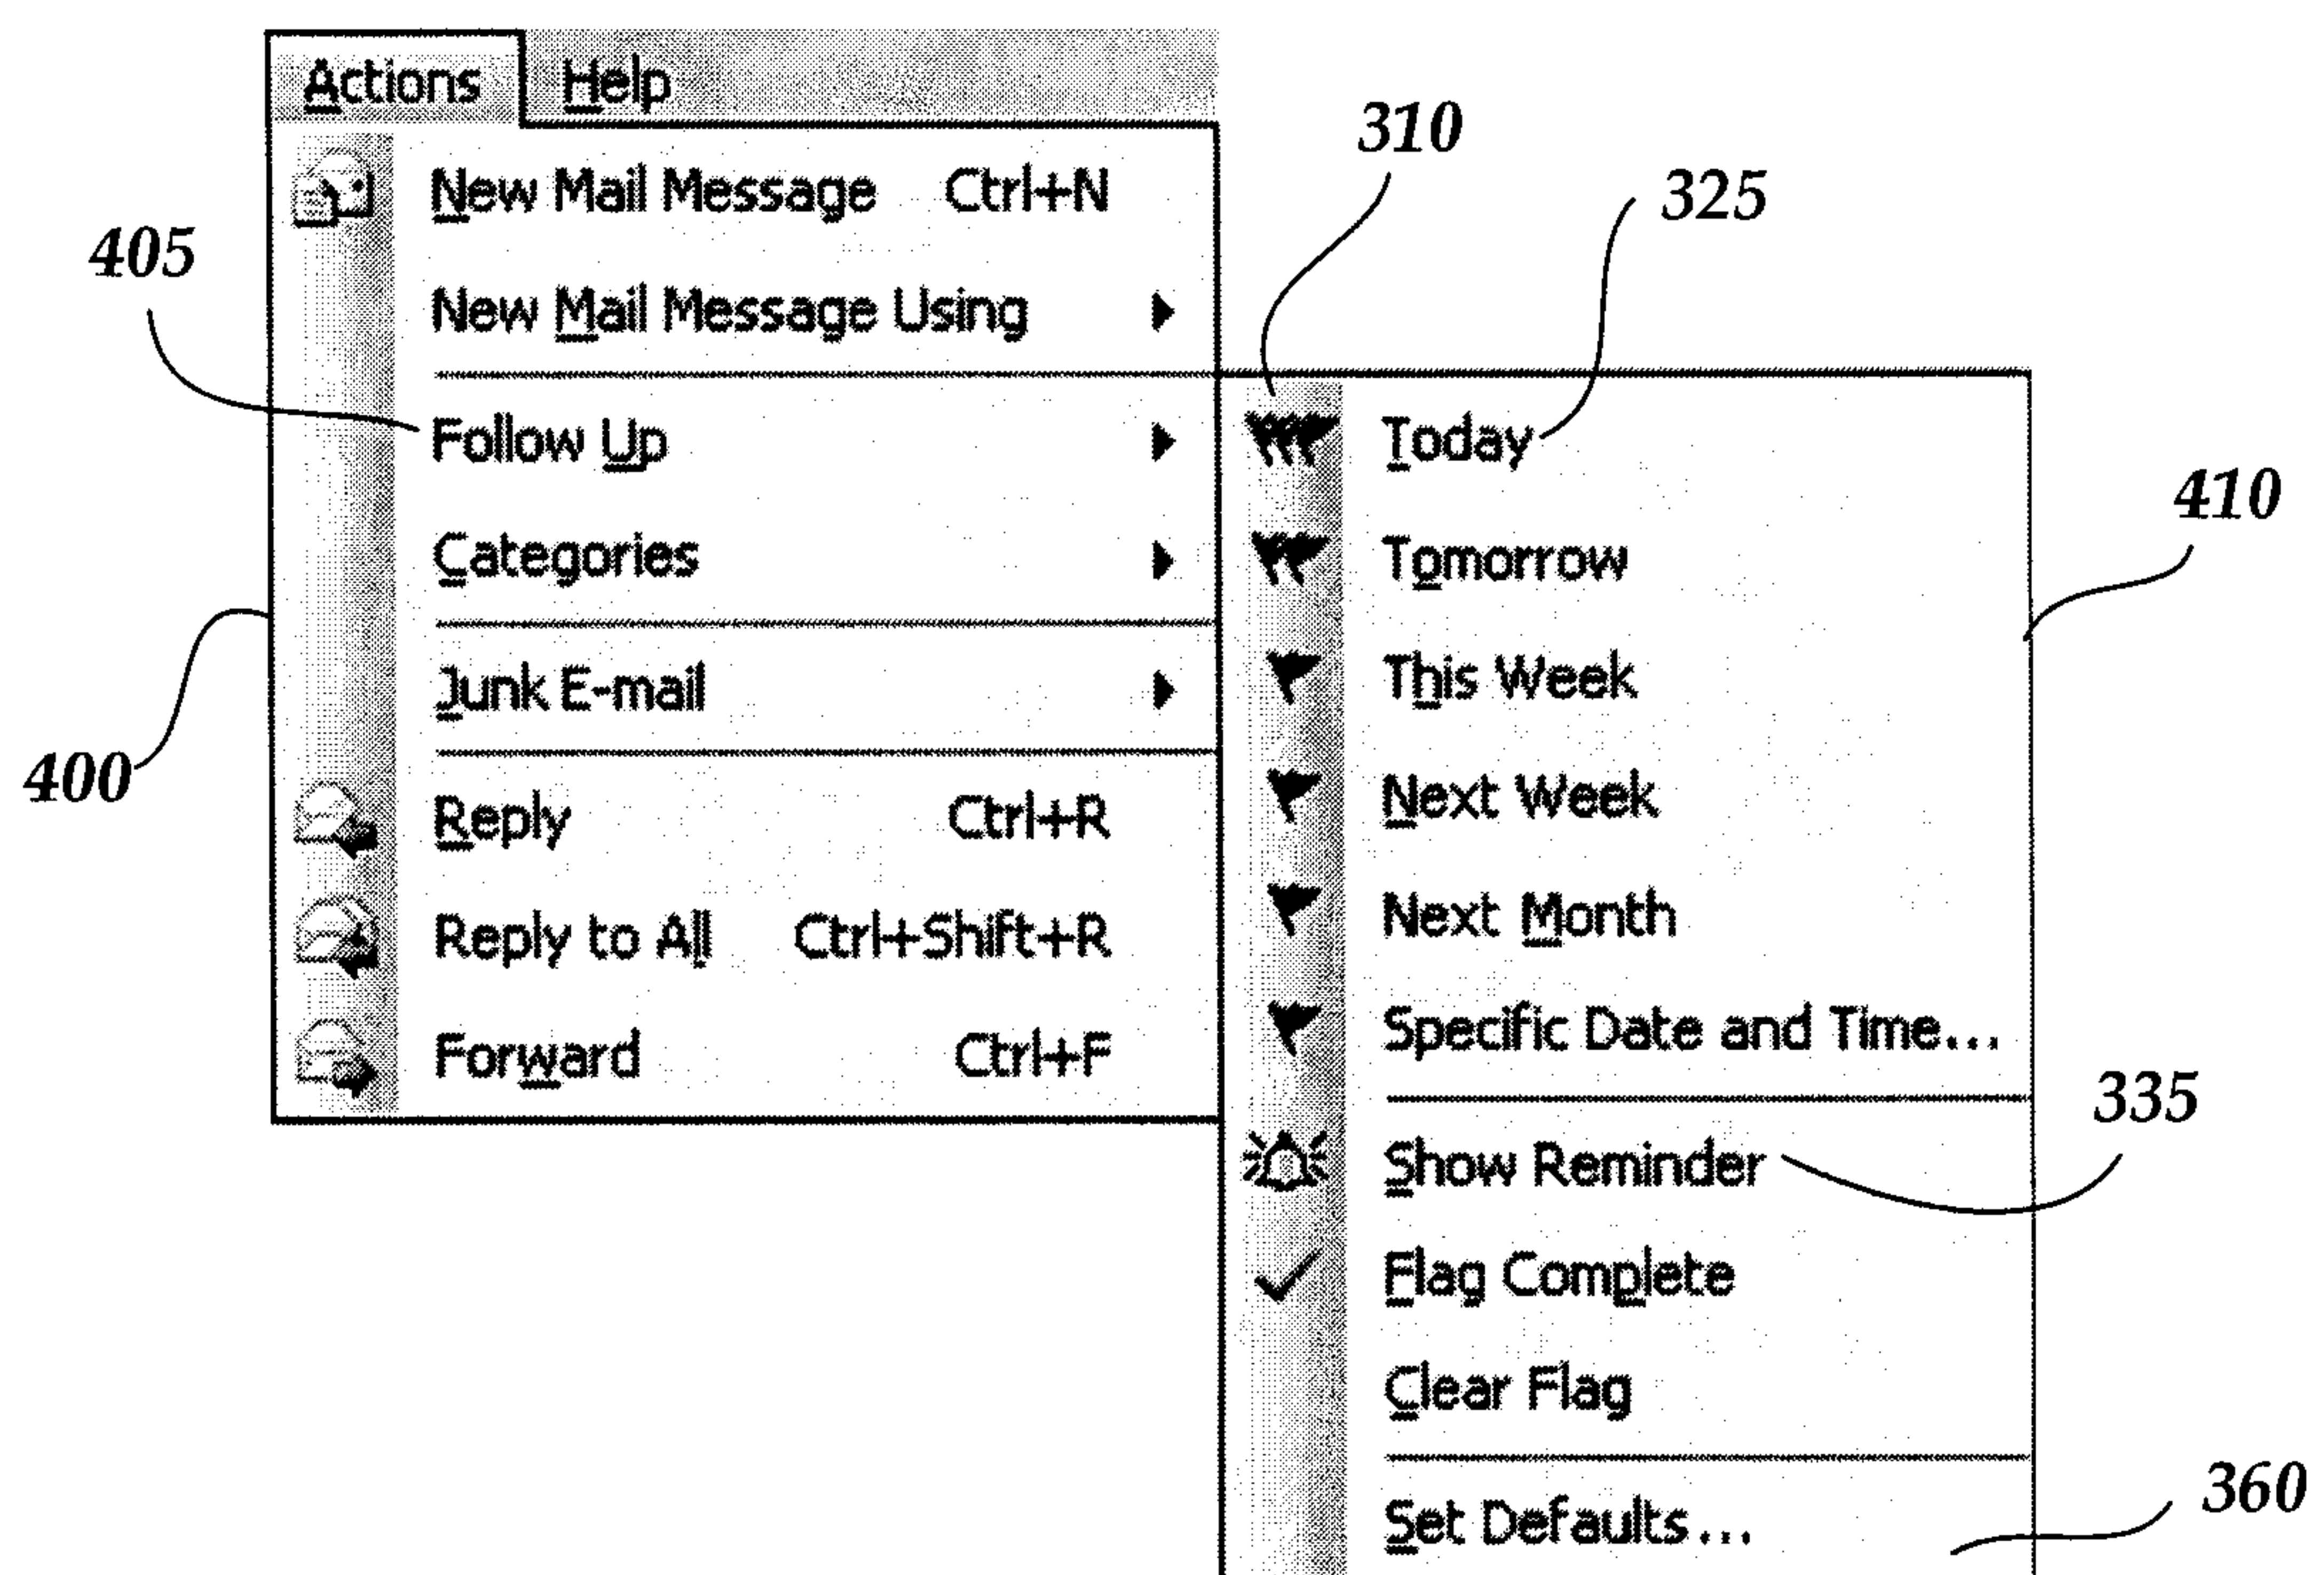 Actions Help
310
325
New Mail Message Ctrl+N
405
New Mail Message Using
Follow Up
Today
410
Categories
Tomorrow
Junk E-mail
This Week
400
Next Week
Reply Ctrl+R
Next Month
Reply to All Ctrl+Shift+R
Specific Date and Time...
Forward Ctrl+F
335
Show Reminder
Flag Complete
Clear Flag
360
Set Defaults...